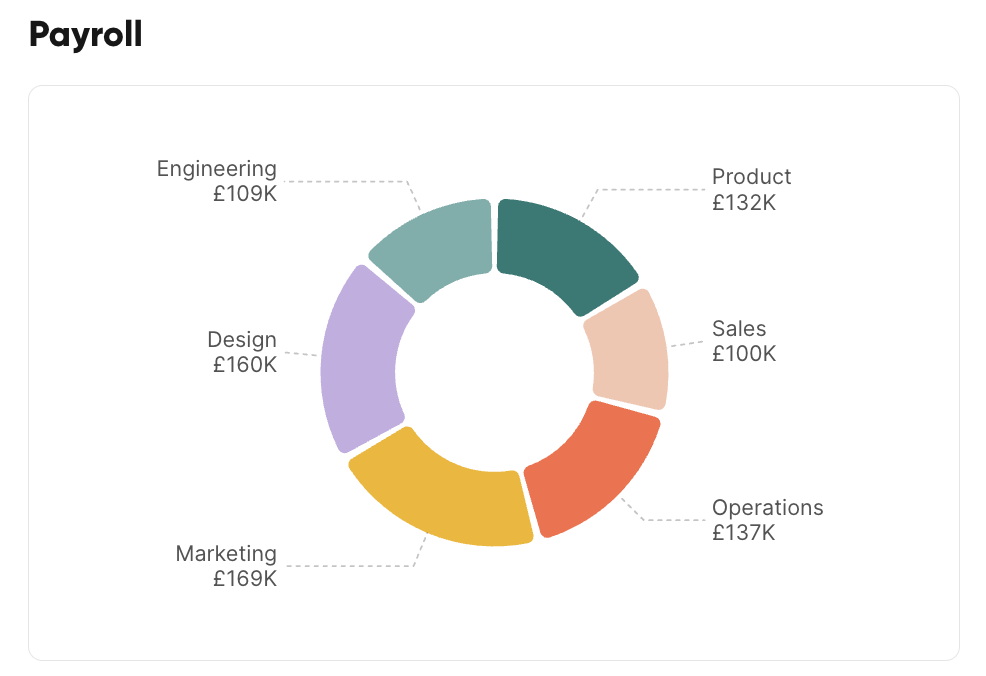 Payroll
Engineering
£109K
Product
£132K
Design
£160K
Sales
£100K
Marketing
£169K
Operations
£137K